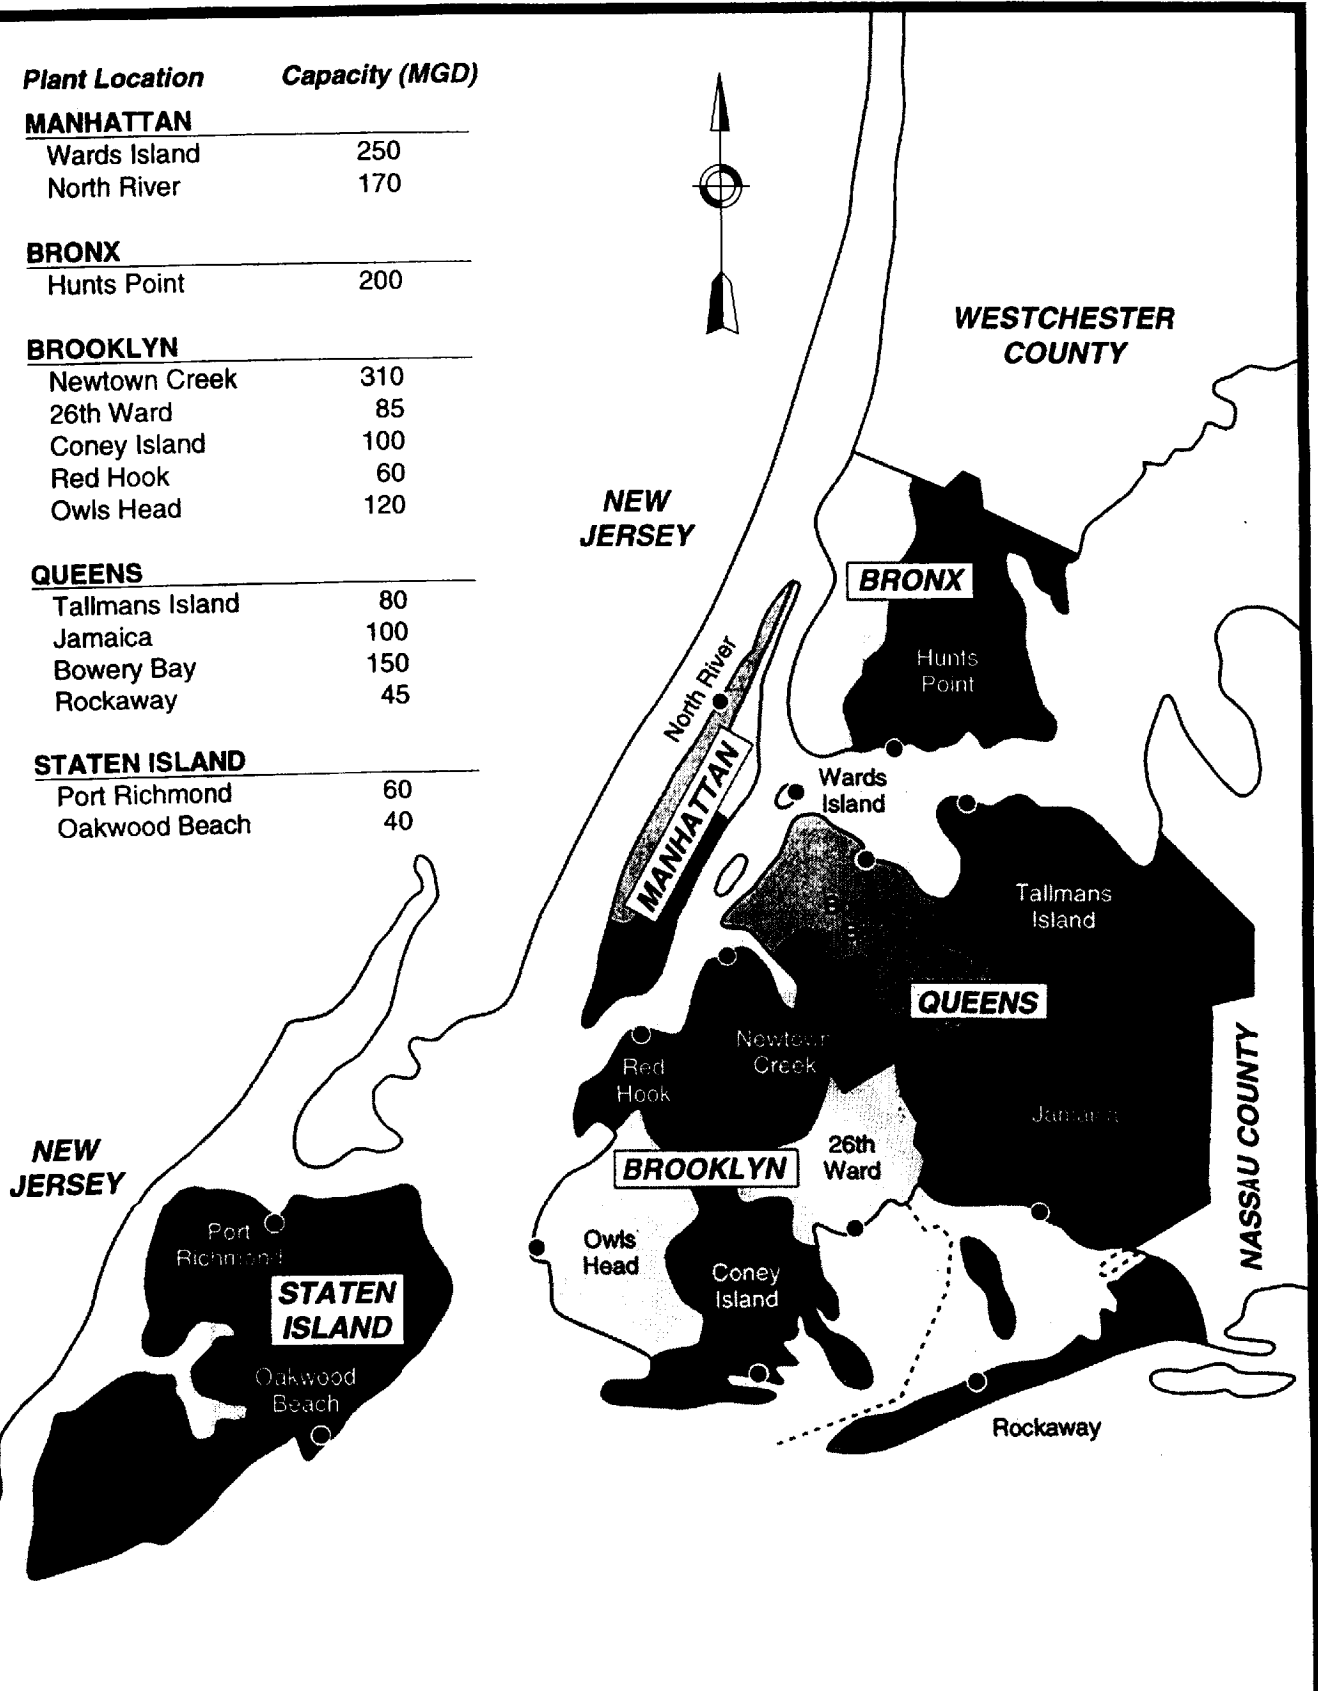 Plant Location Capacity (MGD)
MANHATTAN
Wards Island 250
North River 170
BRONX
Hunts Point 200
BROOKLYN
Newtown Creek 310
26th Ward 85
Coney Island 100
Red Hook 60
Owls Head 120
QUEENS
Tallmans Island 80
Jamaica 100
Bowery Bay 150
Rockaway 45
STATEN ISLAND
Port Richmond 60
Oakwood Beach 40
WESTCHESTER
COUNTY
NEW
JERSEY
BRONX
Hunts
Point
North River
MANHATTAN
Wards
Island
Tallmans
Island
B
B
QUEENS
Newtown
Creek
Red
Hook
Jamaica
NASSAU COUNTY
26th
Ward
BROOKLYN
Owls
Head
Coney
Island
Rockaway
NEW
JERSEY
Port
Richmond
STATEN
ISLAND
Oakwood
Beach